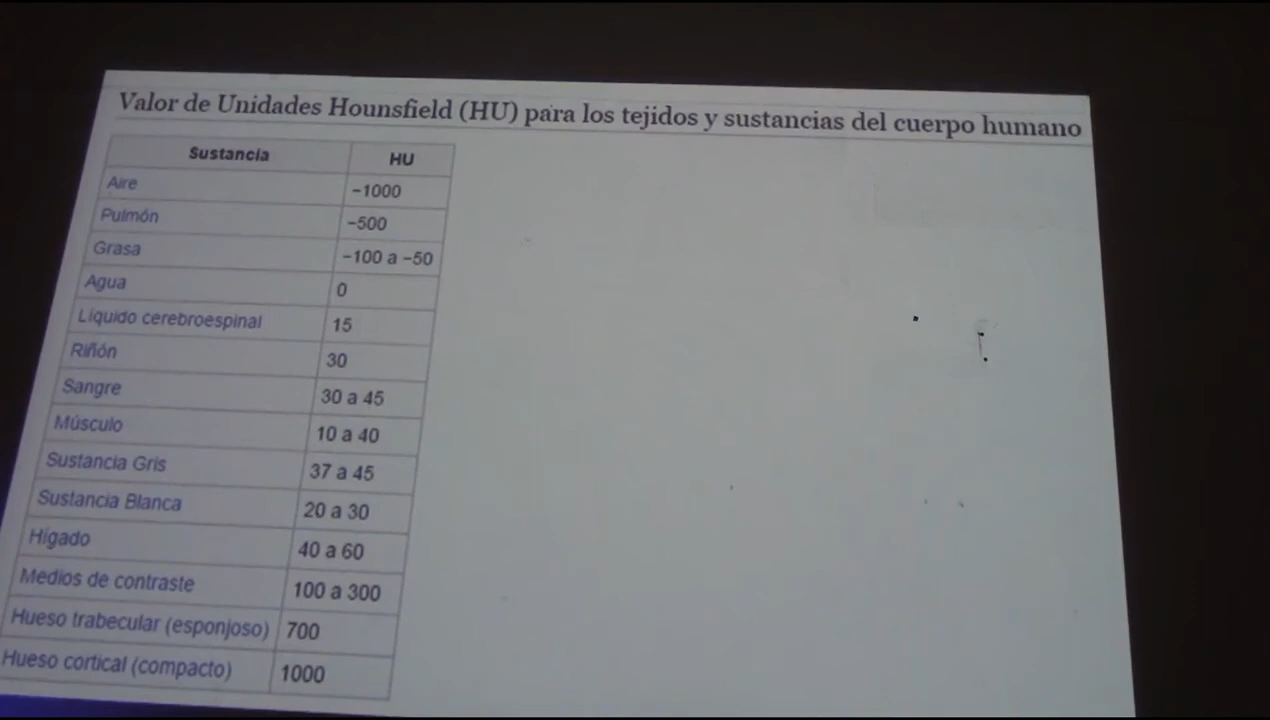 Valor de Unidades Hounsfield (HU) para los tejidos y sustancias del cuerpo humano
Sustancia HU
Aire −1000
Pulmón −500
Grasa −100 a −50
Agua 0
Líquido cerebroespinal 15
Riñón 30
Sangre 30 a 45
Músculo 10 a 40
Sustancia Gris 37 a 45
Sustancia Blanca 20 a 30
Hígado 40 a 60
Medios de contraste 100 a 300
Hueso trabecular (esponjoso) 700
Hueso cortical (compacto) 1000